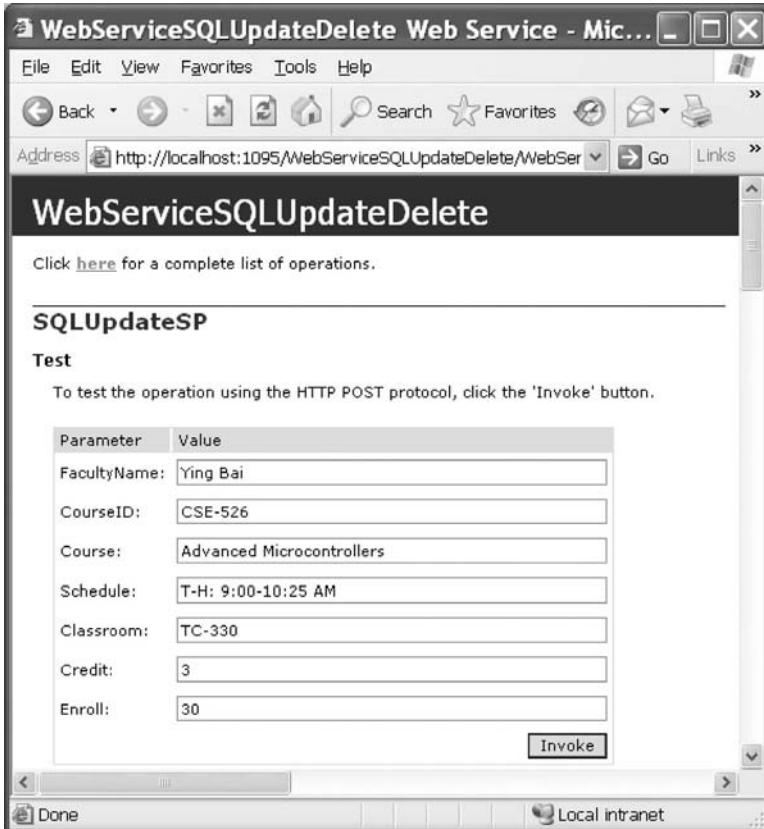 WebServiceSQLUpdateDelete Web Service - Mic...
File Edit View Favorites Tools Help
Back Search Favorites »
Address http://localhost:1095/WebServiceSQLUpdateDelete/WebSer Go Links »
WebServiceSQLUpdateDelete
Click here for a complete list of operations.
SQLUpdateSP
Test
To test the operation using the HTTP POST protocol, click the 'Invoke' button.
Parameter Value
FacultyName: Ying Bai
CourseID: CSE-526
Course: Advanced Microcontrollers
Schedule: T-H: 9:00-10:25 AM
Classroom: TC-330
Credit: 3
Enroll: 30
Invoke
Done Local intranet